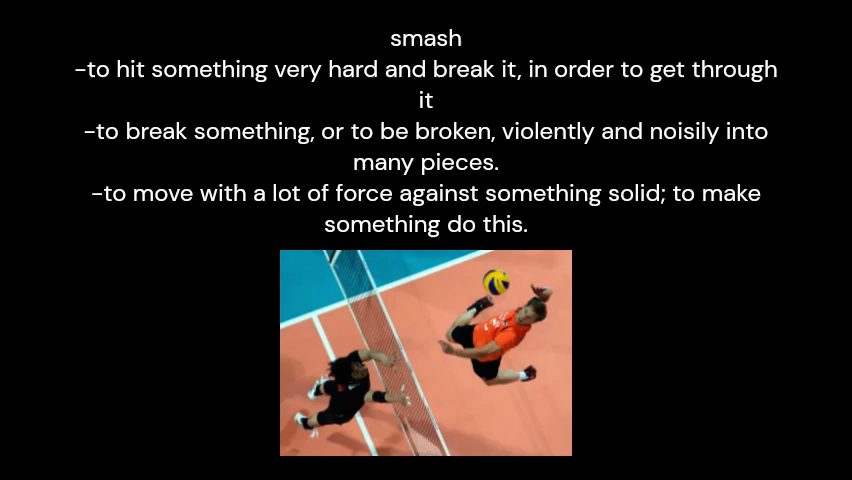 smash
-to hit something very hard and break it, in order to get through
it
-to break something, or to be broken, violently and noisily into
many pieces.
-to move with a lot of force against something solid; to make
something do this.